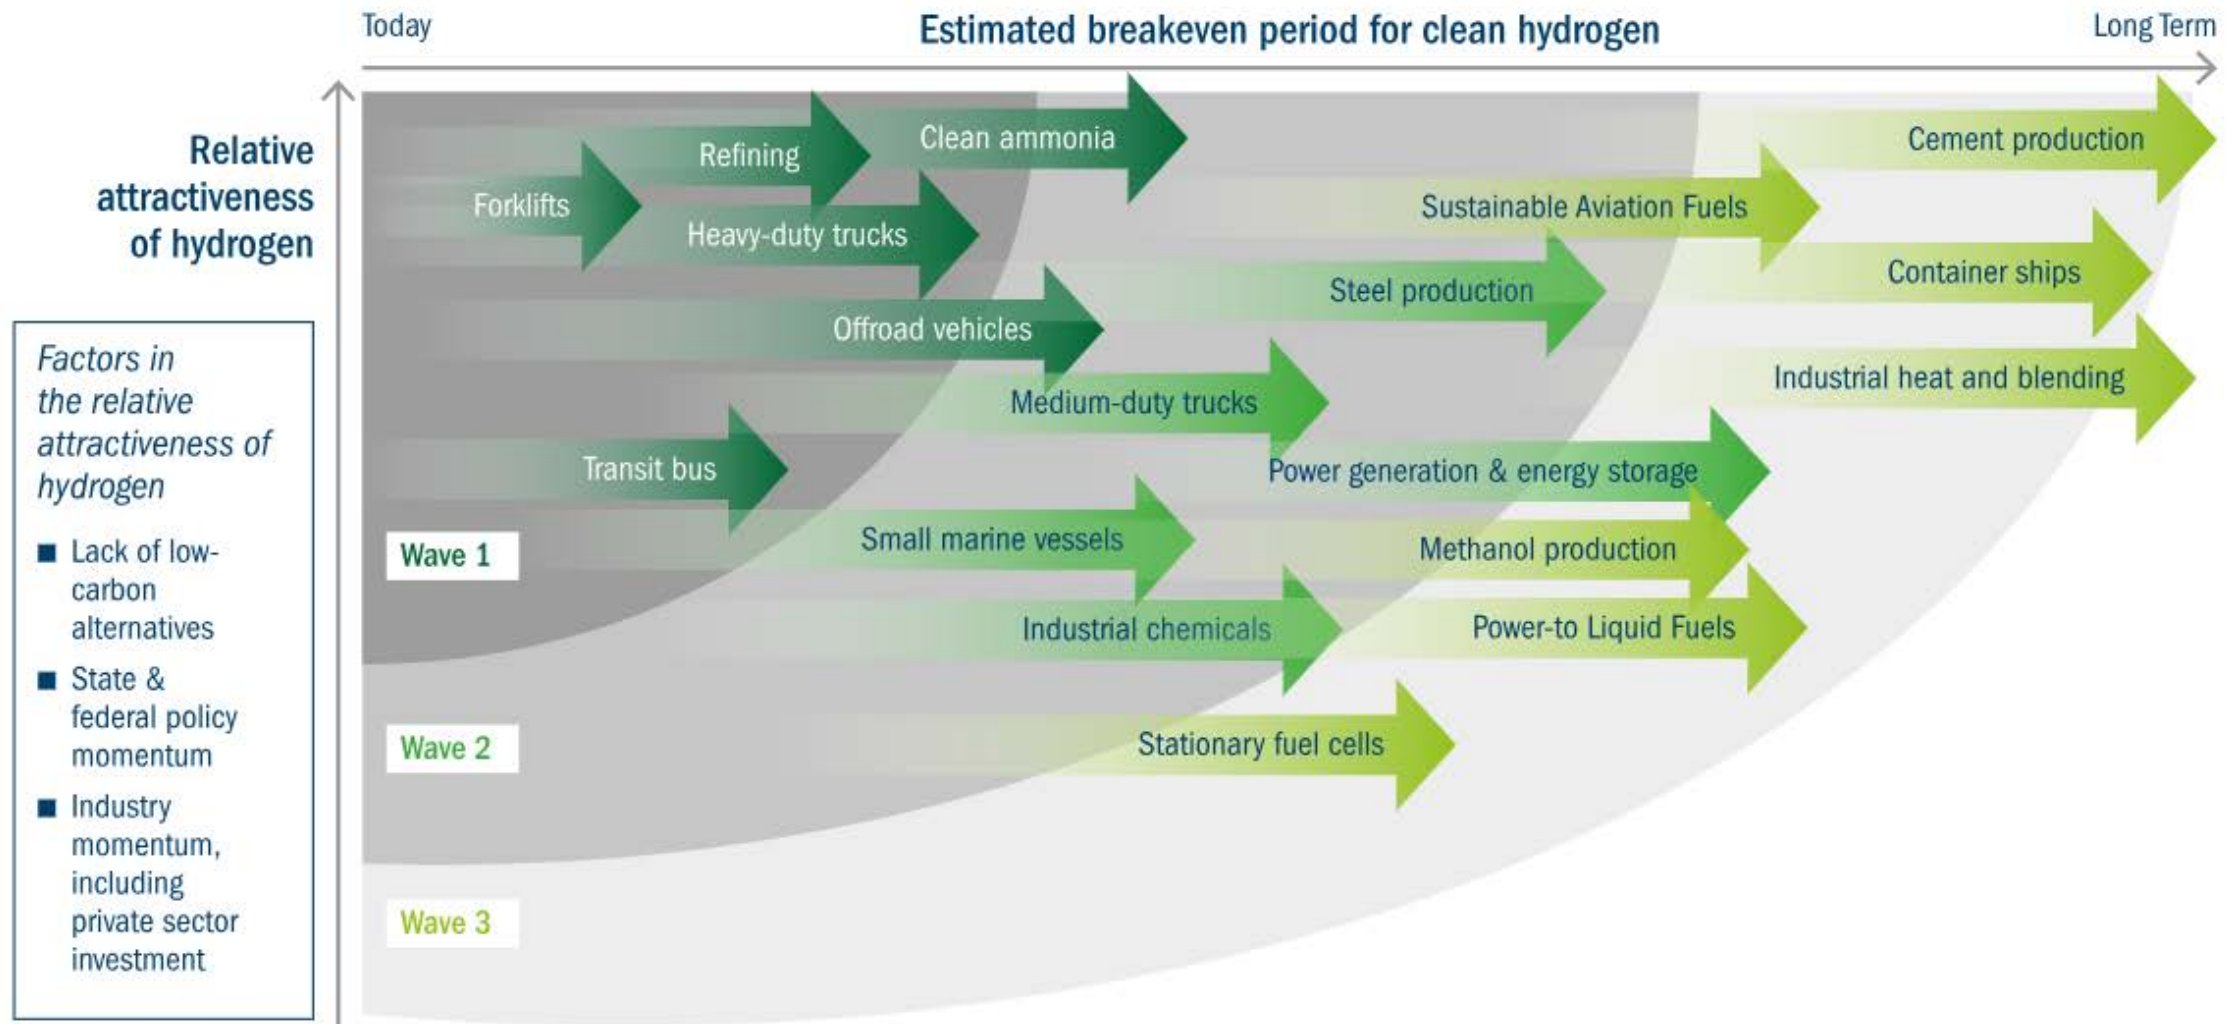 Today
Estimated breakeven period for clean hydrogen
Long Term
Relative
attractiveness
of hydrogen
Factors in
the relative
attractiveness of
hydrogen
■ Lack of low-
carbon
alternatives
■ State &
federal policy
momentum
■ Industry
momentum,
including
private sector
investment
Clean ammonia
Cement production
Refining
Forklifts
Sustainable Aviation Fuels
Heavy-duty trucks
Container ships
Steel production
Offroad vehicles
Industrial heat and blending
Medium-duty trucks
Transit bus
Power generation & energy storage
Small marine vessels
Methanol production
Wave 1
Industrial chemicals
Power-to Liquid Fuels
Wave 2
Stationary fuel cells
Wave 3